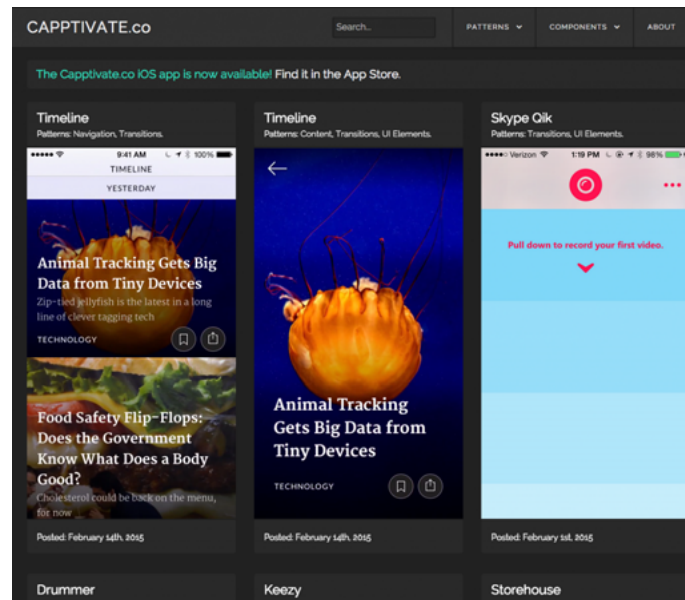 CAPPTIVATE.co
Search..
PATTERNS
COMPONENTS
ABOUT
The Capptivate.co iOS app is now available! Find it in the App Store.
Timeline
Patterns: Navigation, Transitions.
9:41 AM
100%
TIMELINE
YESTERDAY
Animal Tracking Gets Big
Data from Tiny Devices
Zip-tied jellyfish is the latest in a long
line of clever tagging tech
TECHNOLOGY
Food Safety Flip-Flops:
Does the Government
Know What Does a Body
Good?
Cholesterol could be back on the menu,
for now
Posted: February 14th, 2015
Timeline
Patterns: Content, Transitions, UI Elements.
Animal Tracking
Gets Big Data from
Tiny Devices
TECHNOLOGY
Posted: February 14th, 2015
Skype Qik
Patterns: Transitions, UI Elements.
Verizon
1:19 PM
98%
Pull down to record your first video.
Posted: February 1st, 2015
Drummer
Keezy
Storehouse